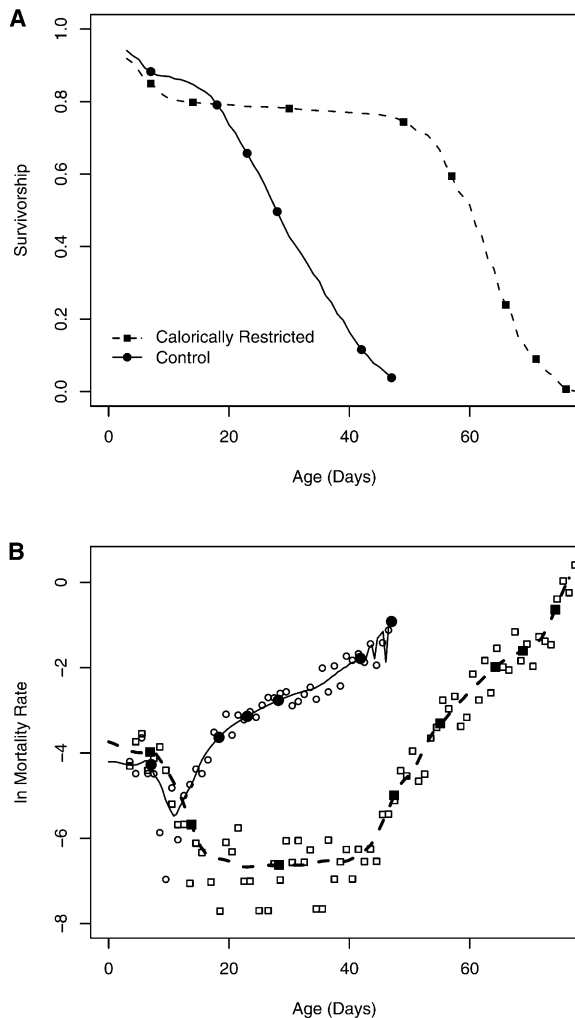 A
1.0
0.8
0.6
0.4
0.2
0.0
Survivorship
Calorically Restricted
Control
0 20 40 60
Age (Days)
B
0
−2
−4
−6
−8
ln Mortality Rate
0 20 40 60
Age (Days)